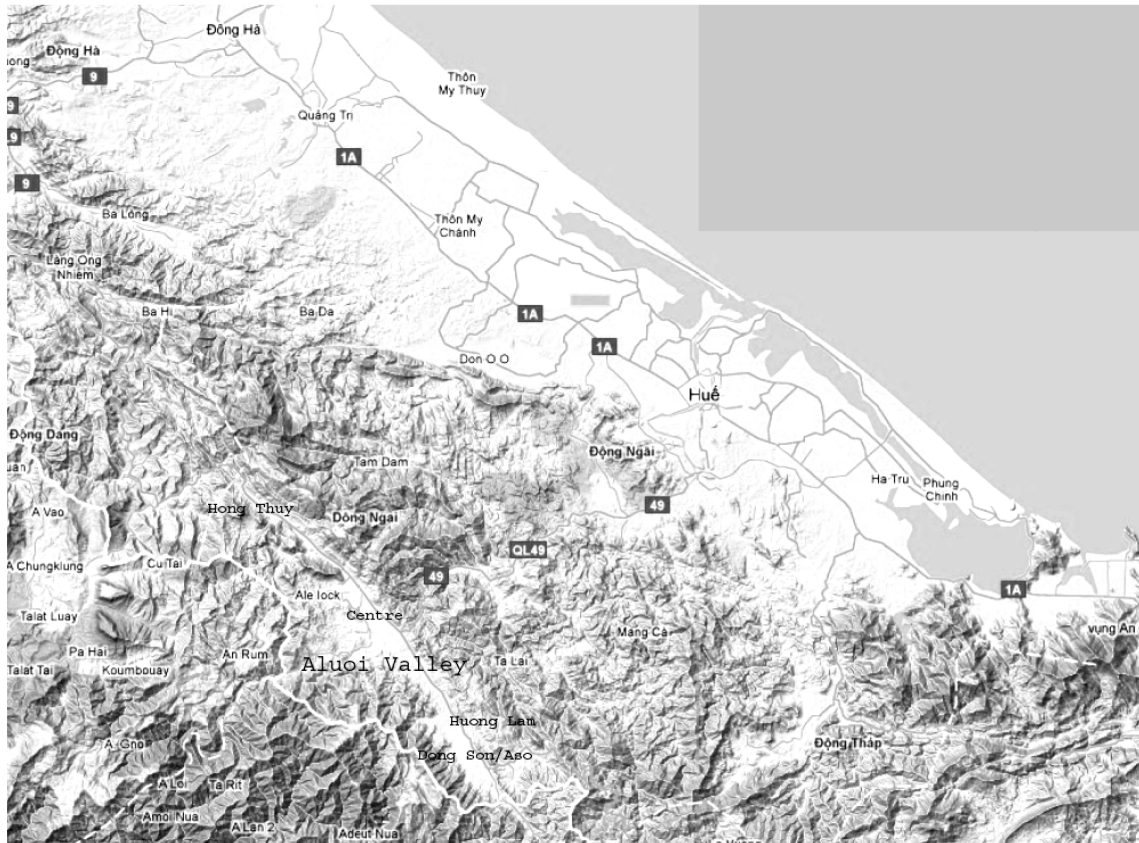 Đông Hà
Động Hà
ong
9
9
9
9
Thôn
My Thuy
Quảng Trị
1A
Ba Lòng
Thôn My
Chánh
Làng Ong
Nhiêm
Ba Hi
Ba Da
1A
1A
Don O O
Huế
Động Dang
Động Ngãi
Tam Dam
Ha Tru
Phung
Chinh
A Vao
Hong Thuy
Dông Ngai
49
A Chungklung
Cu Tai
QL49
49
Ale lock
1A
Talat Luay
Centre
Mang Cà
vụng An
Pa Hai
An Rum
Talat Tai
Koumbouay
Aluoi Valley
Ta Lai
Huong Lam
A Gno
Dong Son/Aso
Động Tháp
A'Loi
Ta Rit
Amoi Nua
A'Lan 2
Adeut Nua